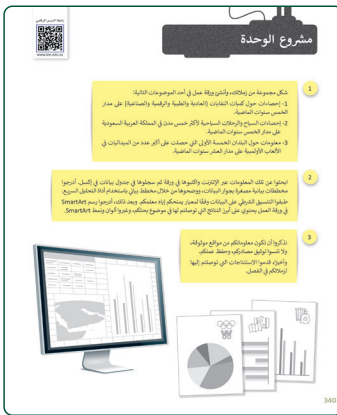 رابط الدرس الرقمي
www.ien.edu.sa
مشروع الوحدة
1
شكل مجموعة من زملائك، وأنشئ ورقة عمل في أحد الموضوعات التالية:
1- إحصاءات حول كميات النفايات (العادية والطبية والرقمية والصناعية) على مدار
الخمس سنوات الماضية.
2- إحصاءات السياح والرحلات السياحية لأكثر خمس مدن في المملكة العربية السعودية
على مدار الخمس سنوات الماضية.
3- معلومات حول البلدان الخمسة الأولى التي حصلت على أكبر عدد من الميداليات في
الألعاب الأولمبية على مدار العشر سنوات الماضية.
2
ابحثوا عن تلك المعلومات عبر الإنترنت واكتبوها في ورقة ثم سجلوها في جدول بيانات في إكسل. أدرجوا
مخططات بيانية مصغرة بجوار البيانات، ووضحوها من خلال مخطط بياني باستخدام أداة التحليل السريع.
طبقوا التنسيق الشرطي على البيانات وفقًا لمعيار يمنحكم إياه معلمكم. وبعد ذلك، أدرجوا رسم SmartArt
في ورقة العمل يحتوي على أبرز النتائج التي توصلتم لها في موضوع بحثكم، وغيروا ألوان ونمط SmartArt.
3
تذكروا أن تكون معلوماتكم من مواقع موثوقة،
ولا تنسوا توثيق مصادركم، وحفظ عملكم.
وأخيرًا، قدموا الاستنتاجات التي توصلتم إليها
لزملائكم في الفصل.
340